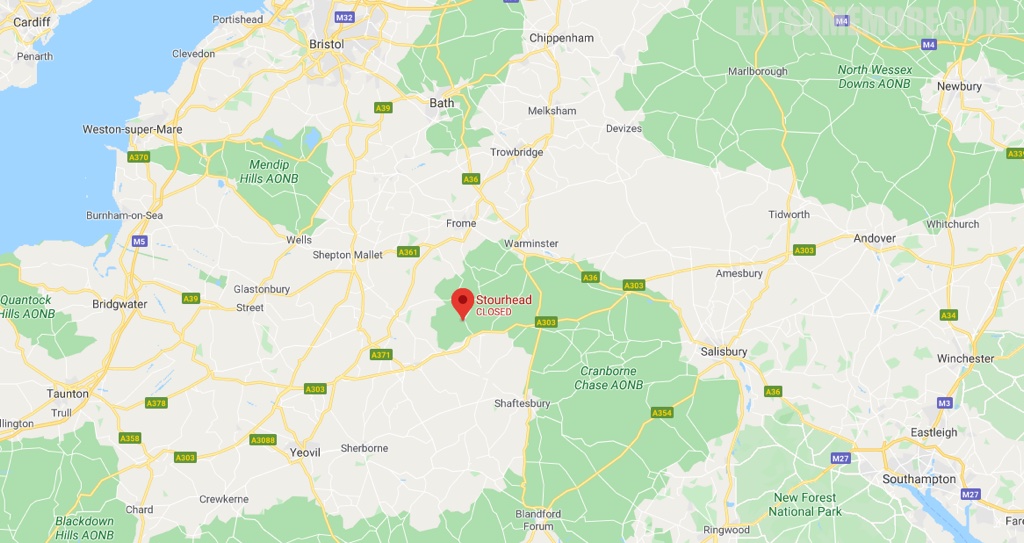 EATSOMEMORE.COM
Cardiff
Portishead
M32
M4
M4
Penarth
Clevedon
Bristol
Chippenham
Marlborough
North Wessex
Downs AONB
Newbury
Bath
A39
Melksham
Weston-super-Mare
Devizes
A370
Trowbridge
A339
Mendip
Hills AONB
A36
Burnham-on-Sea
Frome
Tidworth
Whitchurch
M5
Wells
Warminster
A303
Andover
Shepton Mallet
A361
Amesbury
Quantock
Hills AONB
Bridgwater
A39
Glastonbury
Street
Stourhead
CLOSED
A36
A303
A303
A34
A371
Salisbury
Winchester
Taunton
A303
Cranborne
Chase AONB
A36
M3
Trull
A378
Shaftesbury
A354
llington
A358
A3088
Eastleigh
A303
Yeovil
Sherborne
M27
Southampton
M27
Crewkerne
Chard
New Forest
National Park
Blackdown
Hills AONB
Blandford
Forum
Ringwood
Fare